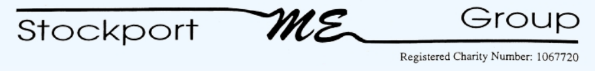 Stockport ME Group
Registered Charity Number: 1067720